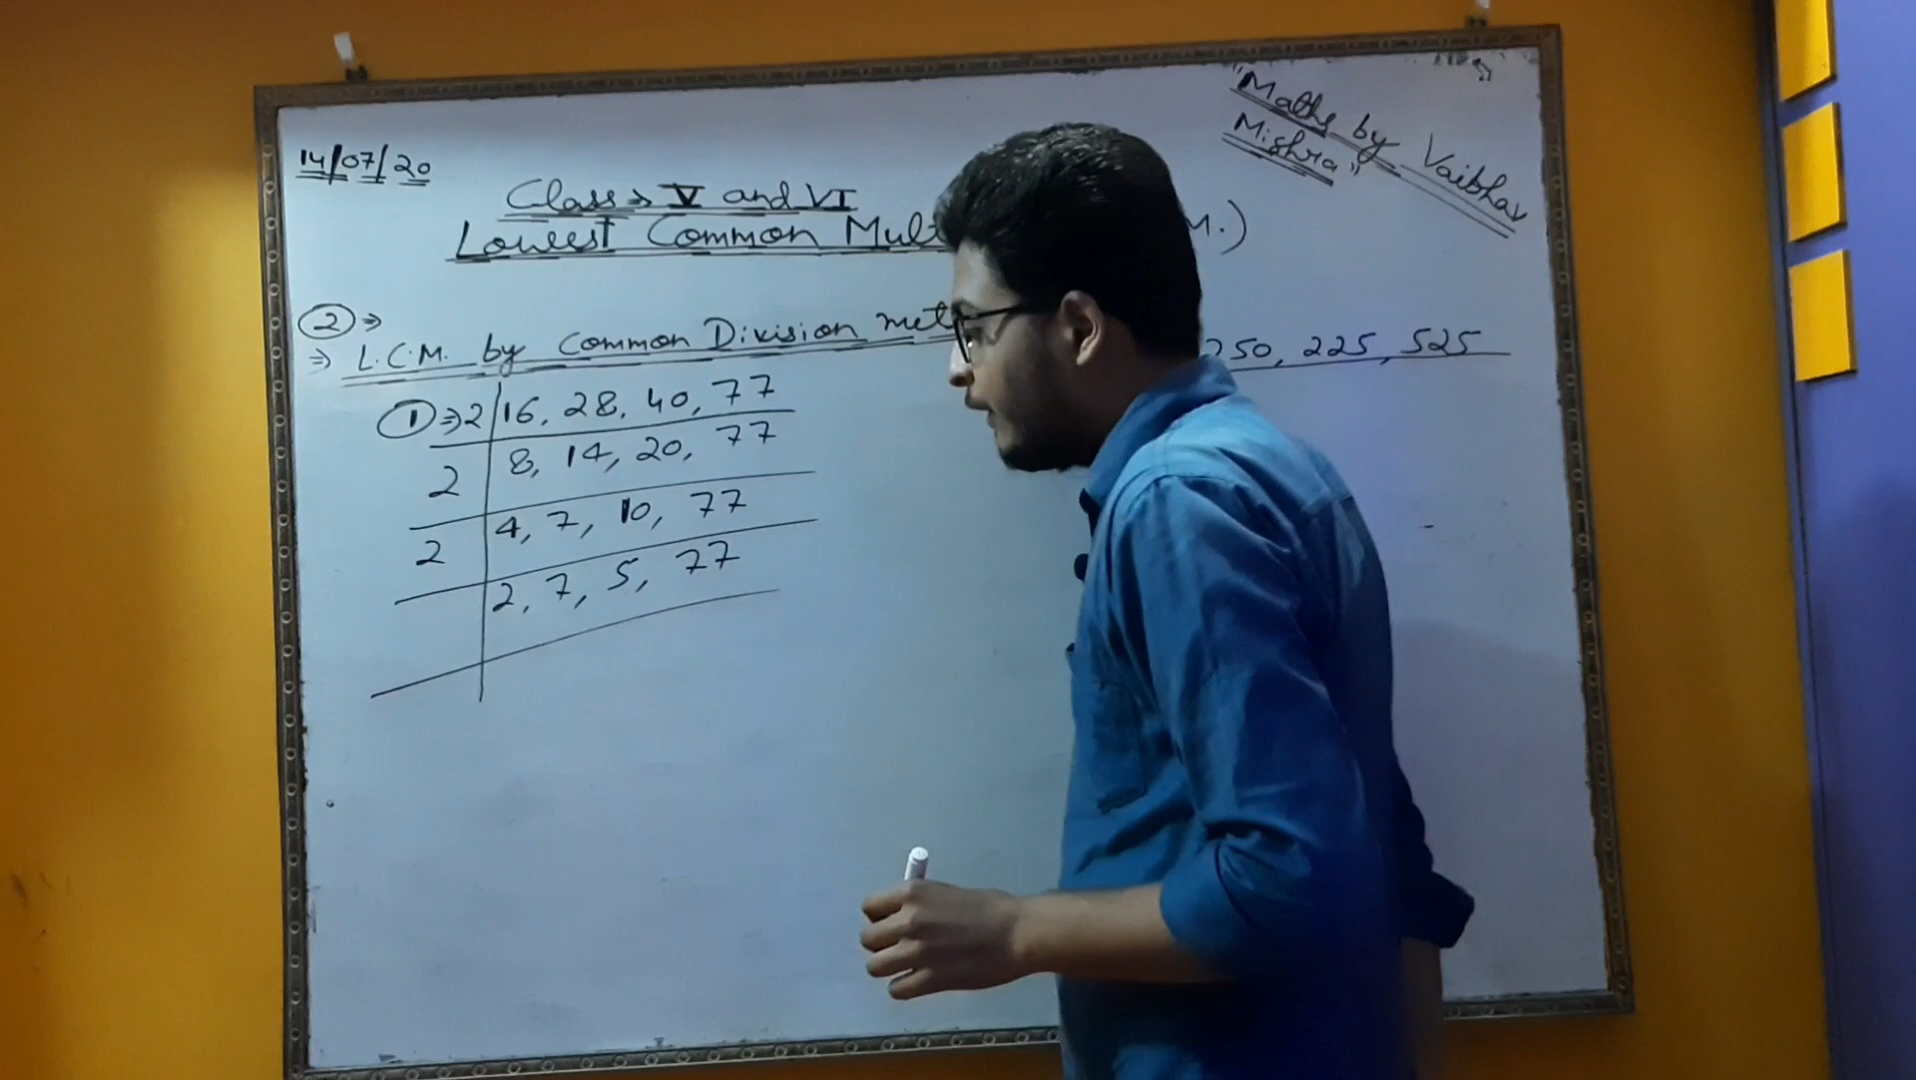 14/07/20
"Maths by Vaibhav
Mishra"
Class → V and VI
Lowest Common M.)
② ⇒
⇒ L.C.M. by Common Division
250, 225, 525
① ⇒ 2 | 16, 28, 40, 77
2 | 8, 14, 20, 77
2 | 4, 7, 10, 77
2, 7, 5, 77